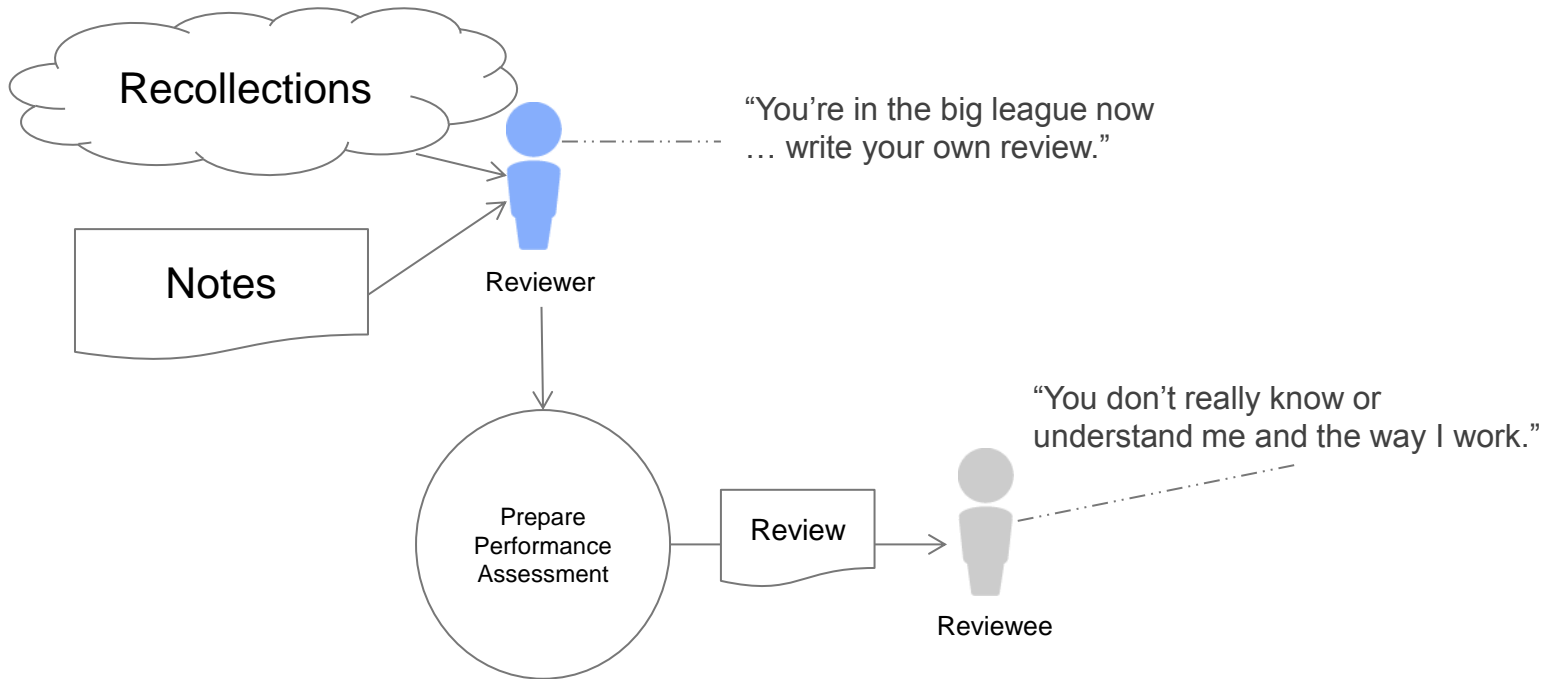 Recollections
“You’re in the big league now
… write your own review.”
Notes
Reviewer
“You don’t really know or
understand me and the way I work.”
Prepare
Performance
Assessment
Review
Reviewee